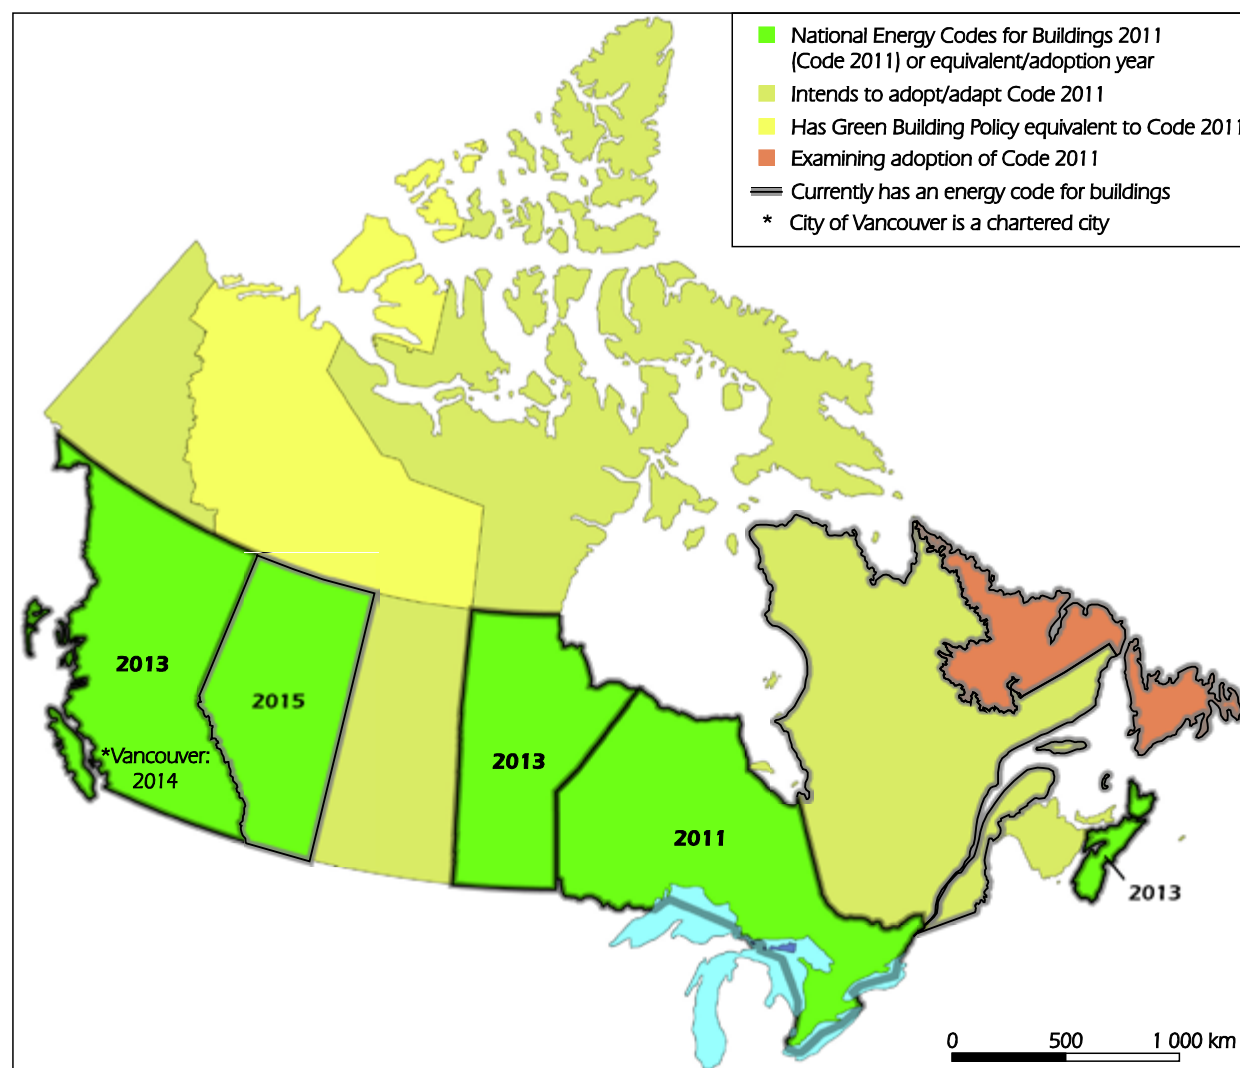 National Energy Codes for Buildings 2011
(Code 2011) or equivalent/adoption year
Intends to adopt/adapt Code 2011
Has Green Building Policy equivalent to Code 2011
Examining adoption of Code 2011
Currently has an energy code for buildings
* City of Vancouver is a chartered city
2013
2015
*Vancouver:
2014
2013
2011
2013
0 500 1 000 km